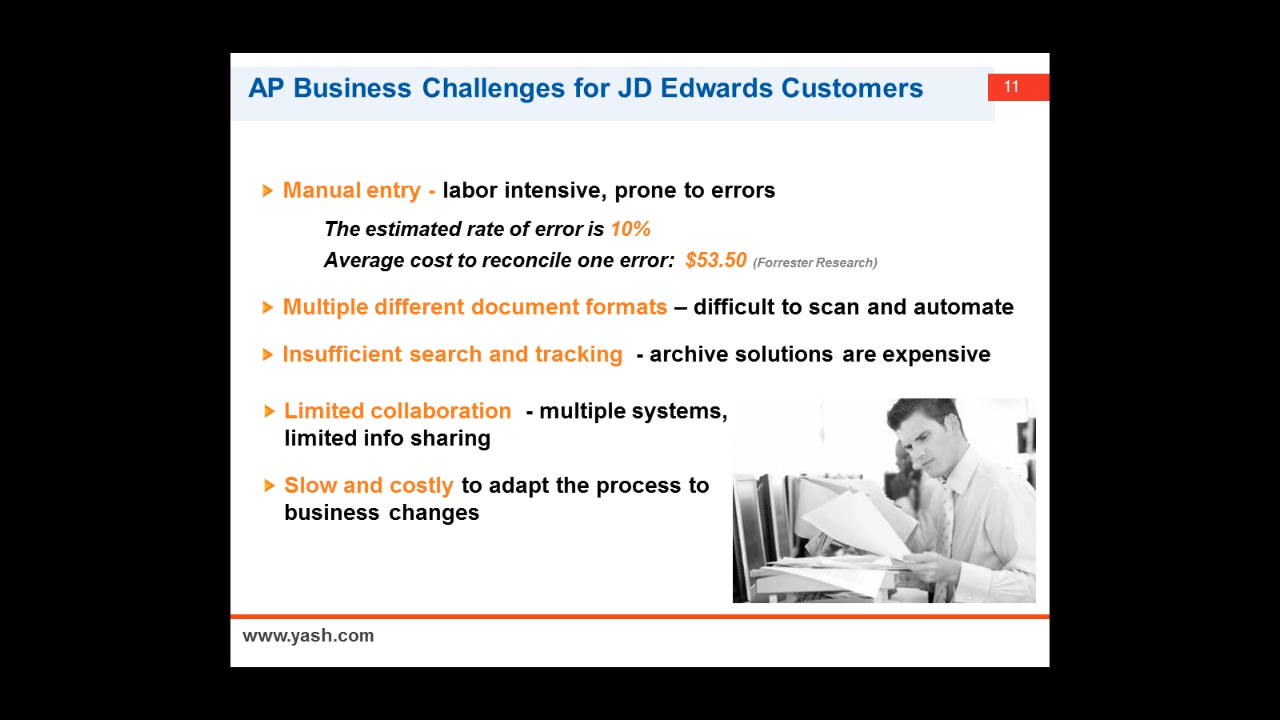 AP Business Challenges for JD Edwards Customers
11
Manual entry - labor intensive, prone to errors
The estimated rate of error is 10%
Average cost to reconcile one error: $53.50 (Forrester Research)
Multiple different document formats – difficult to scan and automate
Insufficient search and tracking - archive solutions are expensive
Limited collaboration - multiple systems,
limited info sharing
Slow and costly to adapt the process to
business changes
www.yash.com